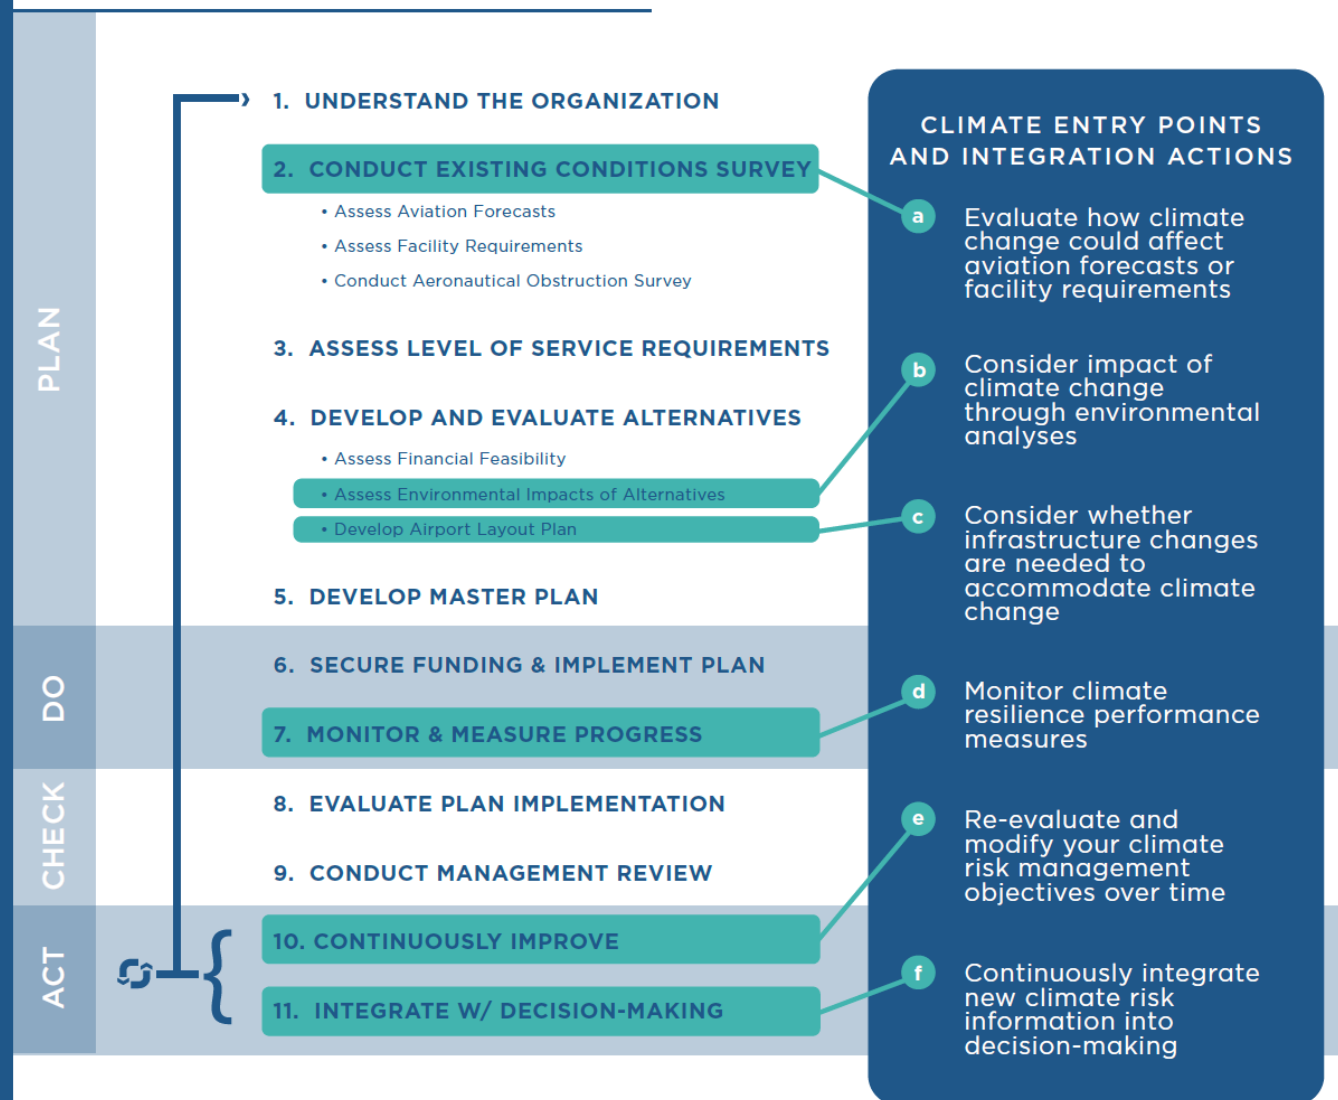 PLAN
1. UNDERSTAND THE ORGANIZATION
2. CONDUCT EXISTING CONDITIONS SURVEY
• Assess Aviation Forecasts
• Assess Facility Requirements
• Conduct Aeronautical Obstruction Survey
3. ASSESS LEVEL OF SERVICE REQUIREMENTS
4. DEVELOP AND EVALUATE ALTERNATIVES
• Assess Financial Feasibility
• Assess Environmental Impacts of Alternatives
• Develop Airport Layout Plan
5. DEVELOP MASTER PLAN
DO
6. SECURE FUNDING & IMPLEMENT PLAN
7. MONITOR & MEASURE PROGRESS
CHECK
8. EVALUATE PLAN IMPLEMENTATION
9. CONDUCT MANAGEMENT REVIEW
ACT
10. CONTINUOUSLY IMPROVE
11. INTEGRATE W/ DECISION-MAKING
CLIMATE ENTRY POINTS
AND INTEGRATION ACTIONS
a Evaluate how climate
change could affect
aviation forecasts or
facility requirements
b Consider impact of
climate change
through environmental
analyses
c Consider whether
infrastructure changes
are needed to
accommodate climate
change
d Monitor climate
resilience performance
measures
e Re-evaluate and
modify your climate
risk management
objectives over time
f Continuously integrate
new climate risk
information into
decision-making